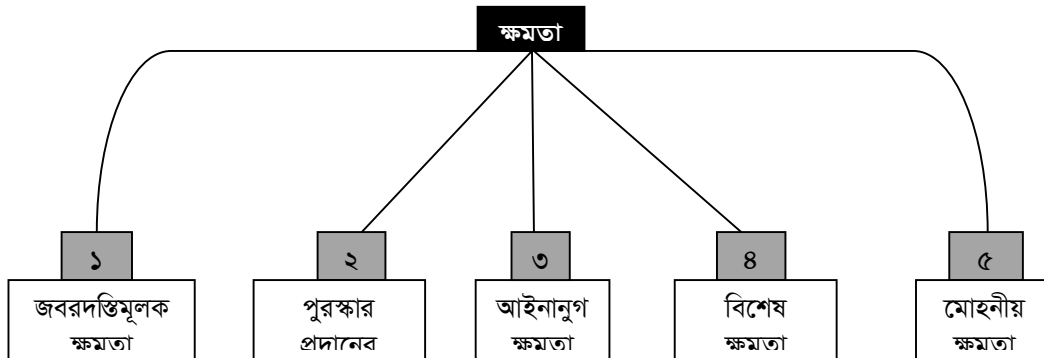 ক্ষমতা
১
২
৩
৪
৫
জবরদস্তিমূলক
ক্ষমতা
পুরস্কার
প্রদানের
আইনানুগ
ক্ষমতা
বিশেষ
ক্ষমতা
মোহনীয়
ক্ষমতা